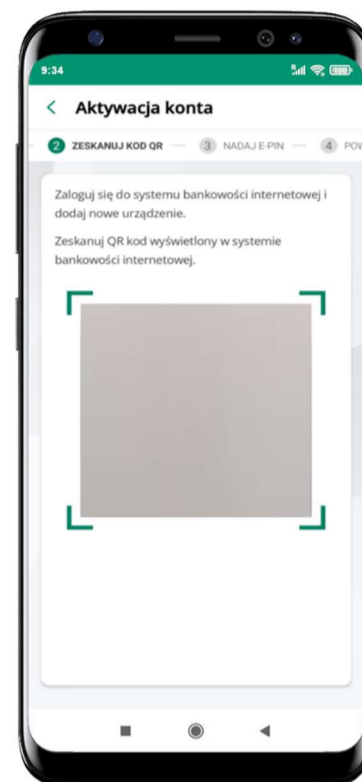 9:34
Aktywacja konta
2 ZESKANUJ KOD QR 3 NADAJ E-PIN 4
Zaloguj się do systemu bankowości internetowej i
dodaj nowe urządzenie.
Zeskanuj QR kod wyświetlony w systemie
bankowości internetowej.